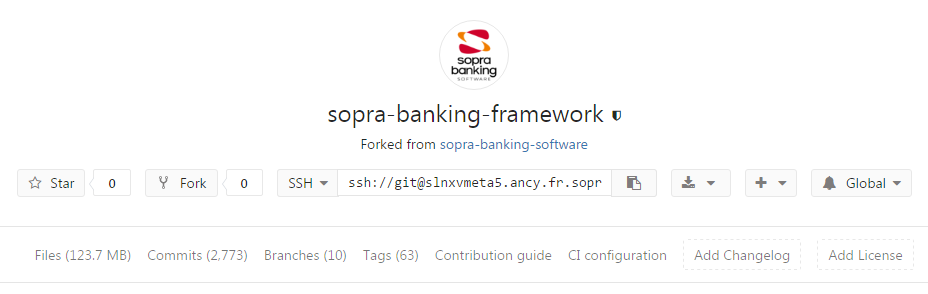 sopra
banking
SOFTWARE
sopra-banking-framework
Forked from sopra-banking-software
Star 0 Fork 0 SSH ssh://git@slnxvmeta5.ancy.fr.sopr Global
Files (123.7 MB) Commits (2,773) Branches (10) Tags (63) Contribution guide CI configuration Add Changelog Add License